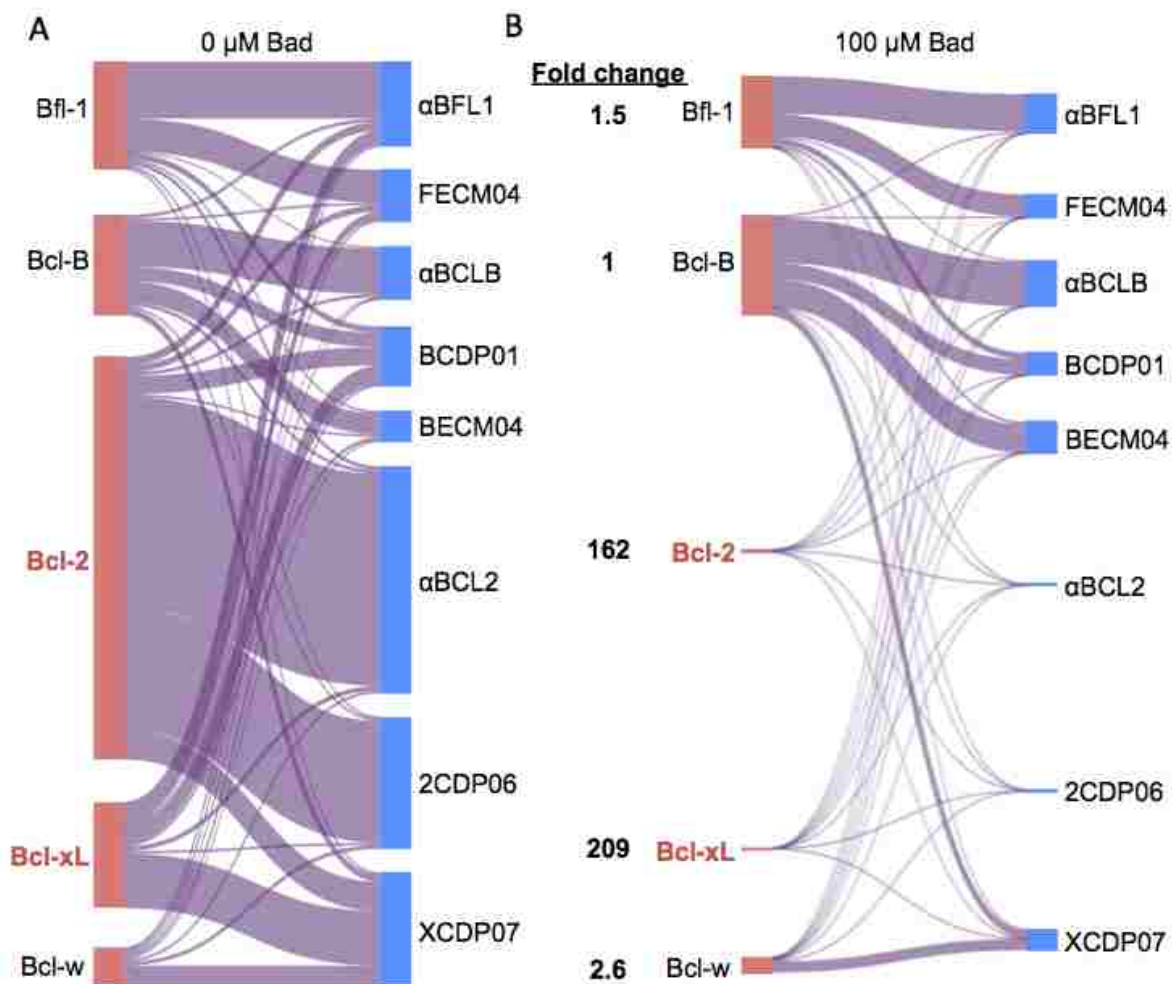 A
0 µM Bad
Bfl-1
Bcl-B
Bcl-2
Bcl-xL
Bcl-w
αBFL1
FECM04
αBCLB
BCDP01
BECM04
αBCL2
2CDP06
XCDP07
B
100 µM Bad
Fold change
1.5
1
162
209
2.6
Bfl-1
Bcl-B
Bcl-2
Bcl-xL
Bcl-w
αBFL1
FECM04
αBCLB
BCDP01
BECM04
αBCL2
2CDP06
XCDP07